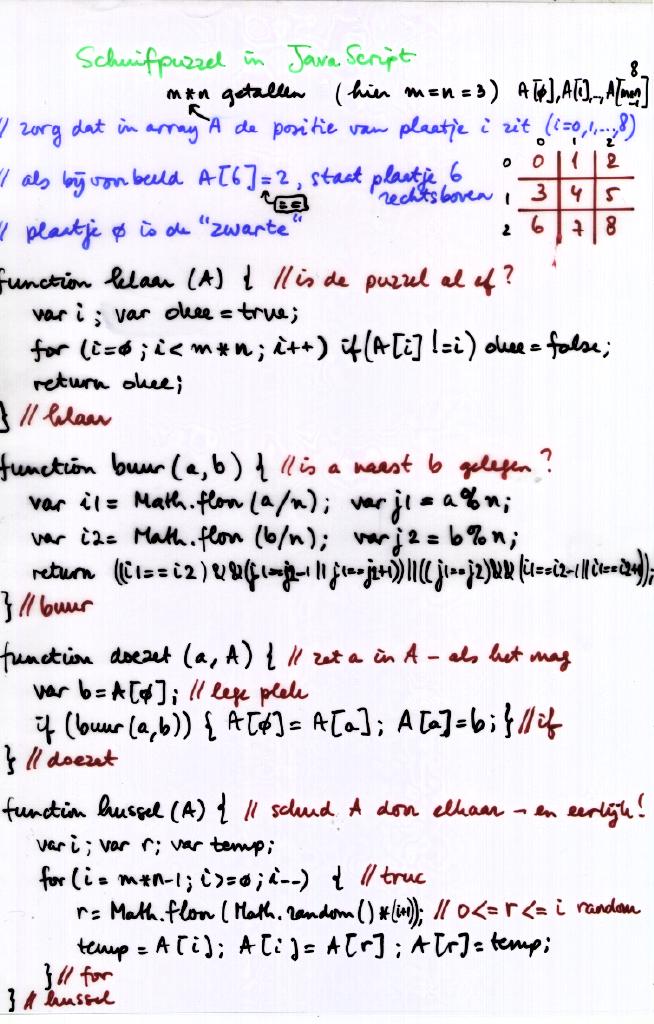 Schuifpuzzel in JavaScript
m*n getallen (hier m=n=3) A[ø], A[1],.., A[m*n-1] 8
// zorg dat in array A de positie van plaatje i zit (i=0,1,...,8)
// als bijvoorbeeld A[6]=2, staat plaatje 6 rechtsboven
==
// plaatje ø is de "zwarte"
0 1 2
0 0 1 2
1 3 4 5
2 6 7 8
function klaar (A) { // is de puzzel al af?
var i; var okee = true;
for (i=ø; i< m*n; i++) if (A[i] != i) okee = false;
return okee;
} // klaar
function buur (a,b) { // is a naast b gelegen?
var i1 = Math.floor (a/n); var j1 = a%n;
var i2 = Math.floor (b/n); var j2 = b%n;
return ((i1==i2) && (j1==j2-1 || j1==j2+1)) || ((j1==j2) && (i1==i2-1 || i1==i2+1));
} // buur
function doezet (a, A) { // zet a in A - als het mag
var b = A[ø]; // lege plek
if (buur(a,b)) { A[ø] = A[a]; A[a]=b; } // if
} // doezet
function hussel (A) { // schud A door elkaar - en eerlijk!
var i; var r; var temp;
for (i = m*n-1; i>=ø; i--) { // truc
r = Math.floor (Math.random() * (i+1)); // 0<= r <= i random
temp = A[i]; A[i] = A[r]; A[r] = temp;
} // for
} // hussel